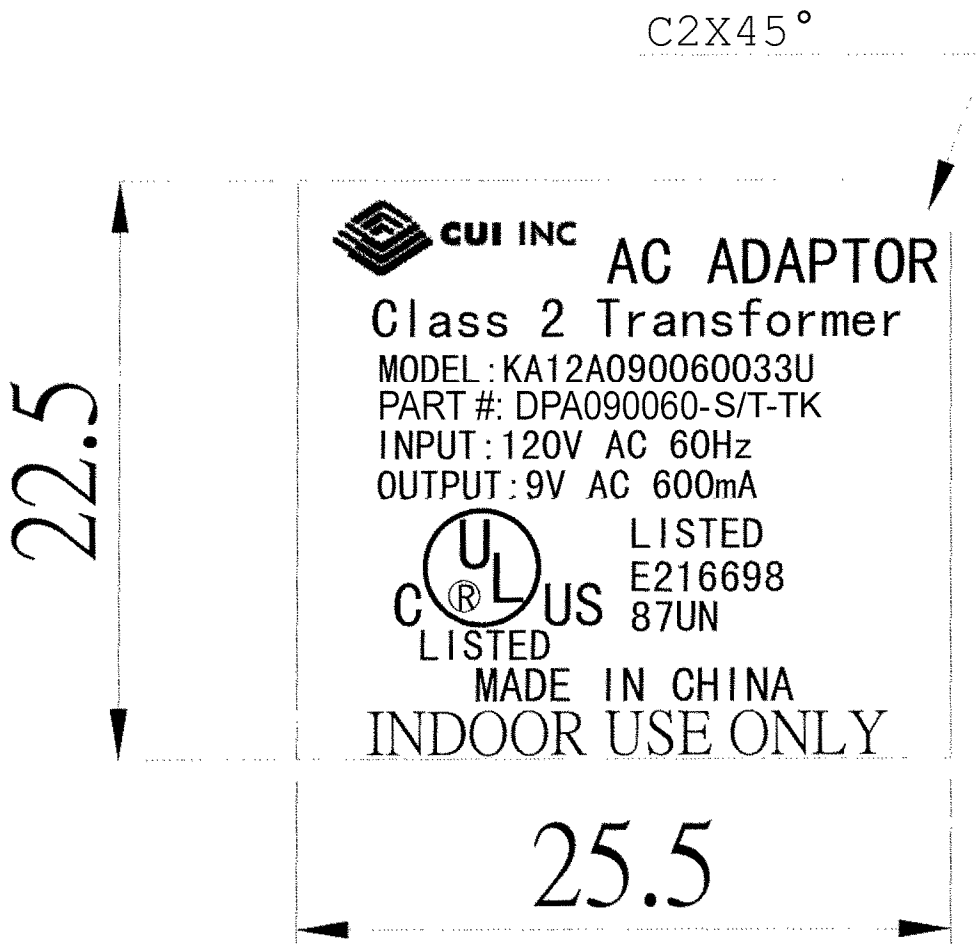 C2X45°
CUI INC
AC ADAPTOR
Class 2 Transformer
MODEL:KA12A090060033U
PART #: DPA090060-S/T-TK
INPUT:120V AC 60Hz
OUTPUT:9V AC 600mA
C UL ® US
LISTED
LISTED
E216698
87UN
MADE IN CHINA
INDOOR USE ONLY
22.5
25.5